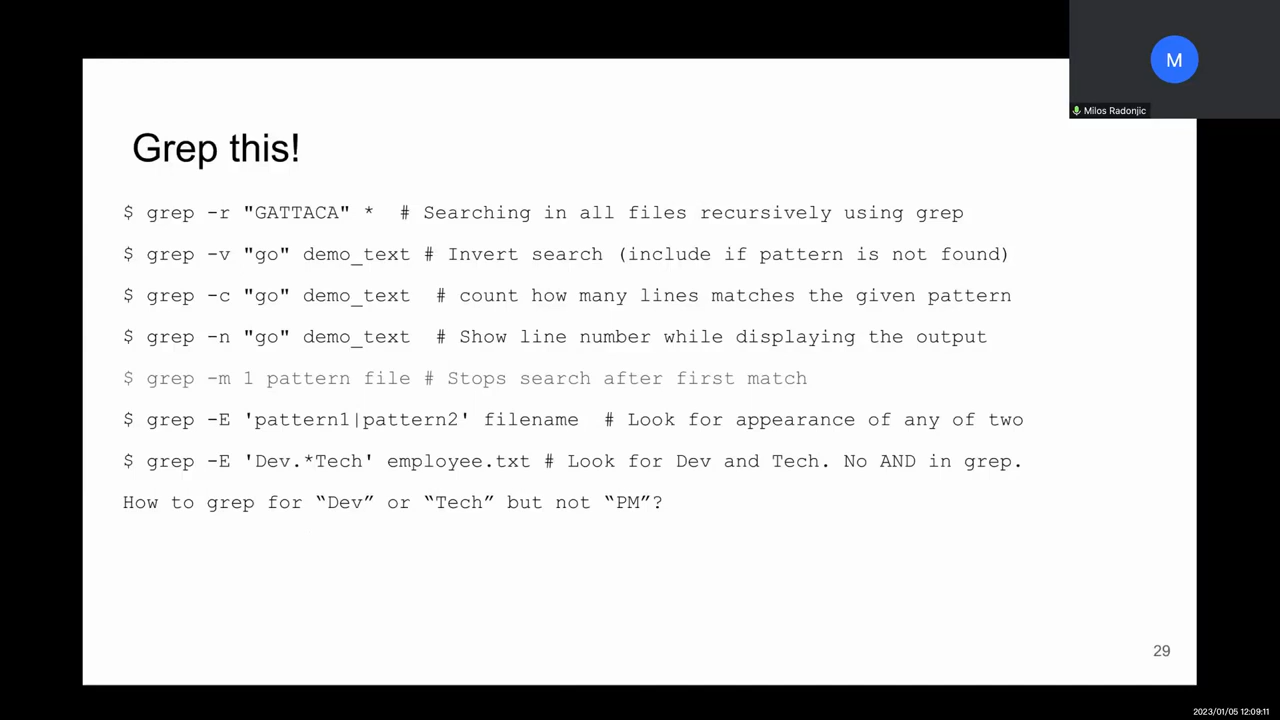 M
Milos Radonjic
Grep this!
$ grep -r "GATTACA" * # Searching in all files recursively using grep
$ grep -v "go" demo_text # Invert search (include if pattern is not found)
$ grep -c "go" demo_text # count how many lines matches the given pattern
$ grep -n "go" demo_text # Show line number while displaying the output
$ grep -m 1 pattern file # Stops search after first match
$ grep -E 'pattern1|pattern2' filename # Look for appearance of any of two
$ grep -E 'Dev.*Tech' employee.txt # Look for Dev and Tech. No AND in grep.
How to grep for “Dev” or “Tech” but not “PM”?
29
2023/01/05 12:09:11